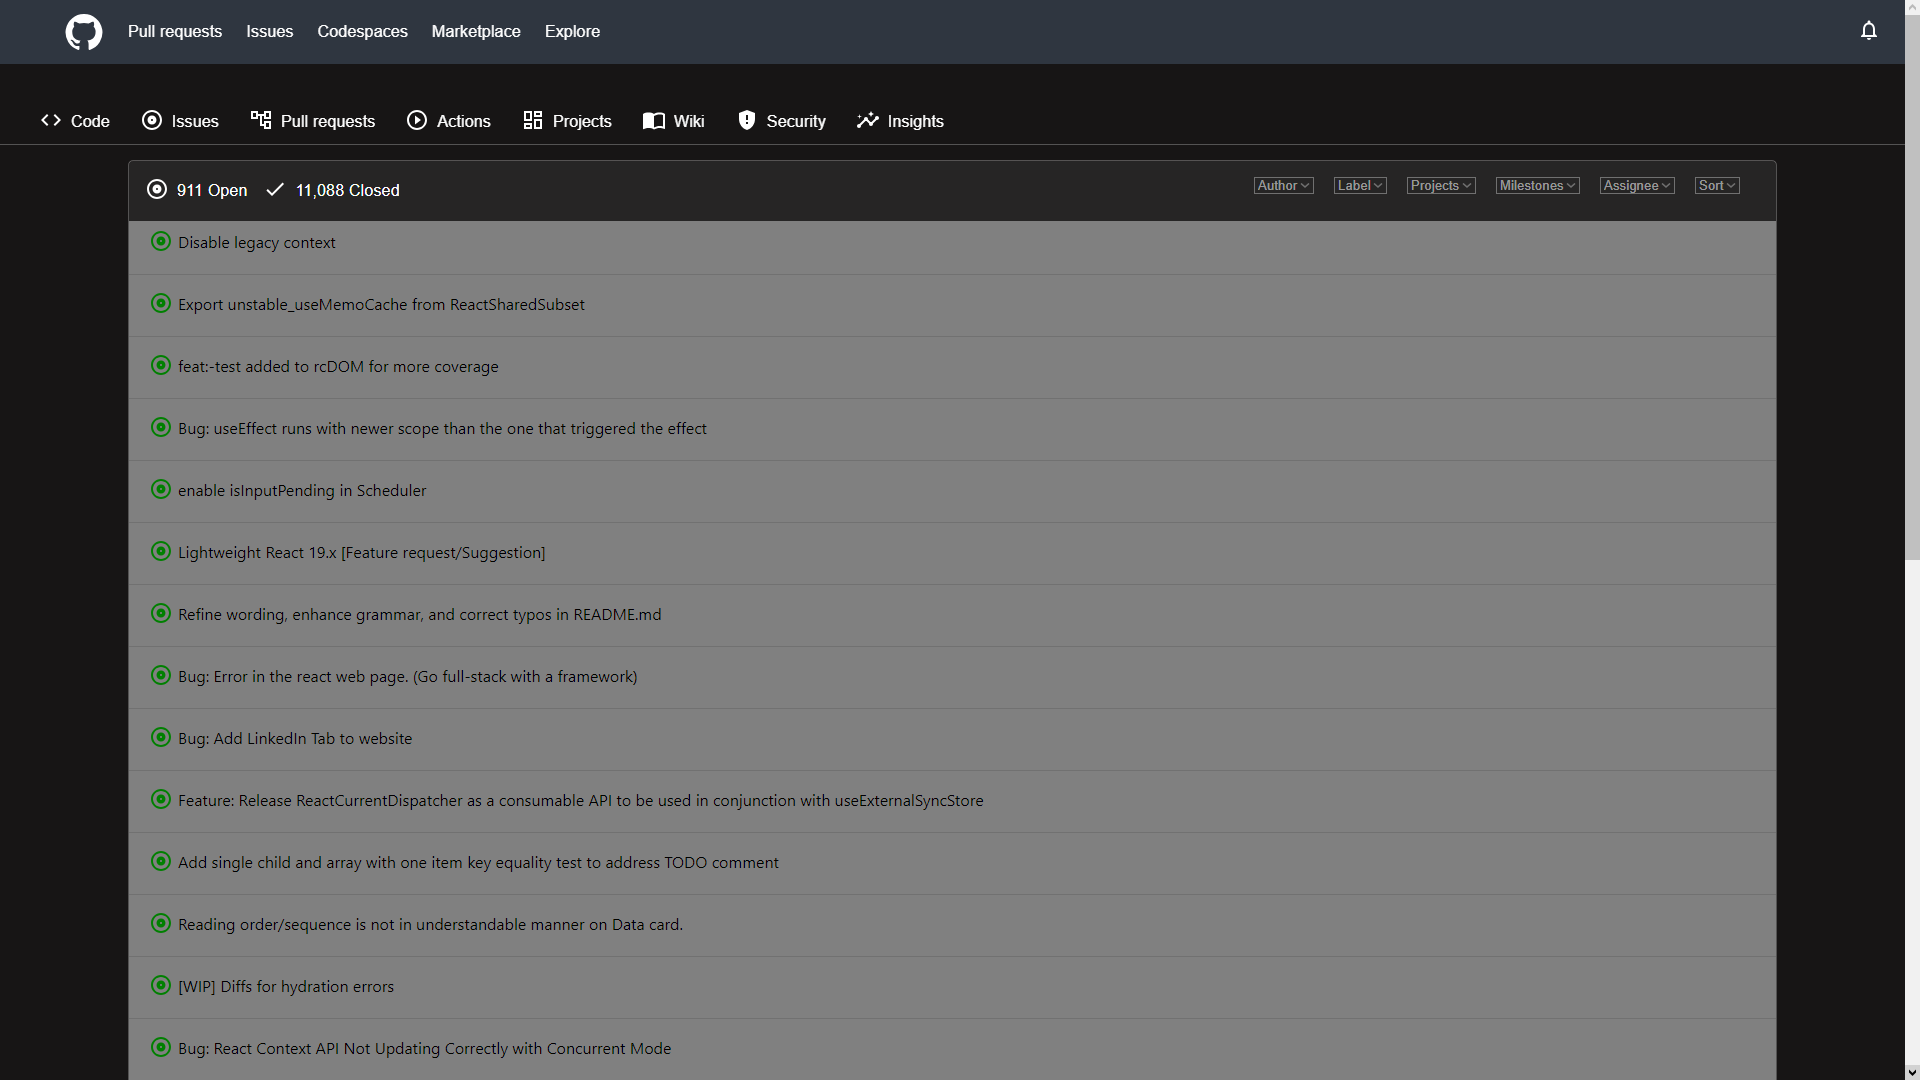 Pull requests Issues Codespaces Marketplace Explore
Code Issues Pull requests Actions Projects Wiki Security Insights
911 Open 11,088 Closed Author Label Projects Milestones Assignee Sort
Disable legacy context
Export unstable_useMemoCache from ReactSharedSubset
feat:-test added to rcDOM for more coverage
Bug: useEffect runs with newer scope than the one that triggered the effect
enable isInputPending in Scheduler
Lightweight React 19.x [Feature request/Suggestion]
Refine wording, enhance grammar, and correct typos in README.md
Bug: Error in the react web page. (Go full-stack with a framework)
Bug: Add LinkedIn Tab to website
Feature: Release ReactCurrentDispatcher as a consumable API to be used in conjunction with useExternalSyncStore
Add single child and array with one item key equality test to address TODO comment
Reading order/sequence is not in understandable manner on Data card.
[WIP] Diffs for hydration errors
Bug: React Context API Not Updating Correctly with Concurrent Mode